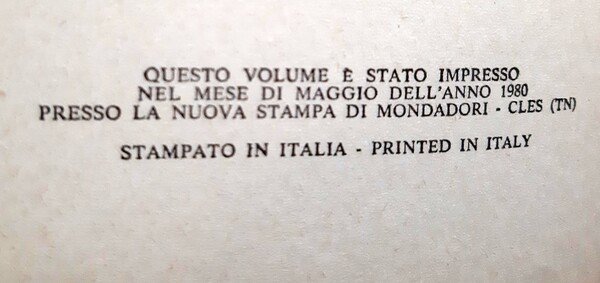 QUESTO VOLUME È STATO IMPRESSO
NEL MESE DI MAGGIO DELL'ANNO 1980
PRESSO LA NUOVA STAMPA DI MONDADORI - CLES (TN)
STAMPATO IN ITALIA - PRINTED IN ITALY